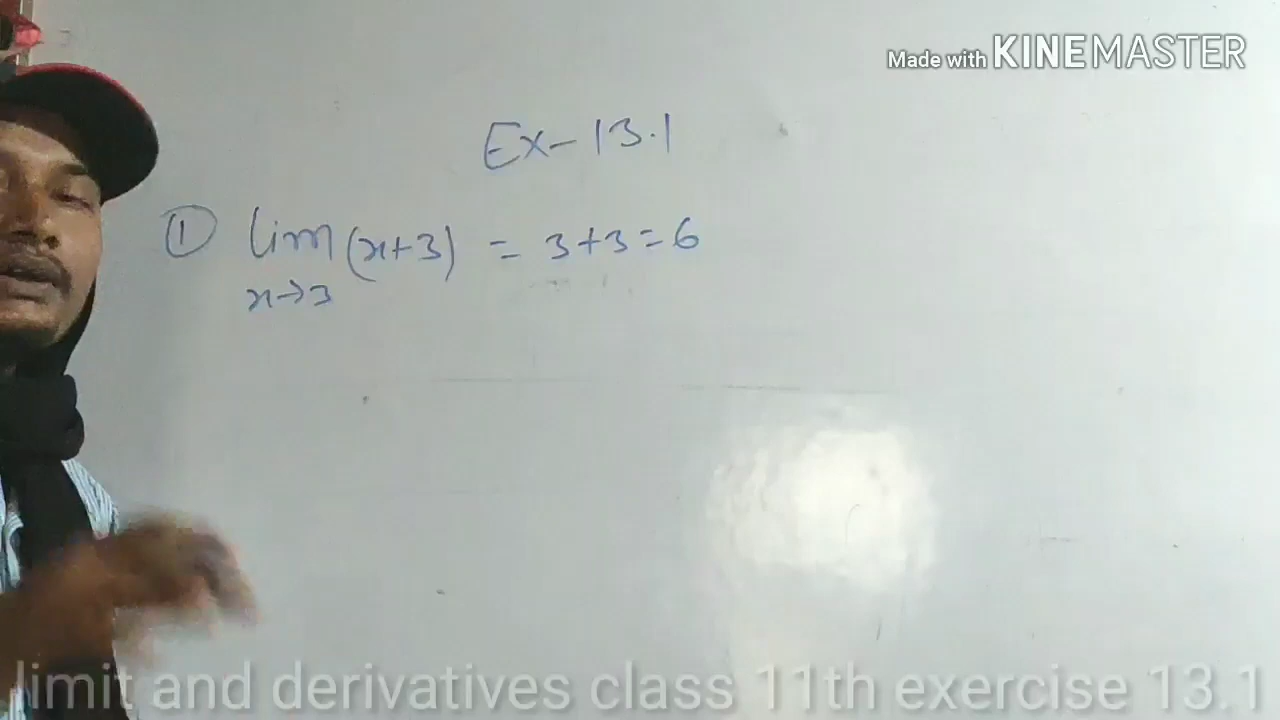 Made with KINEMASTER
Ex-13.1
① lim (x+3) = 3+3=6
x→3
limit and derivatives class 11th exercise 13.1